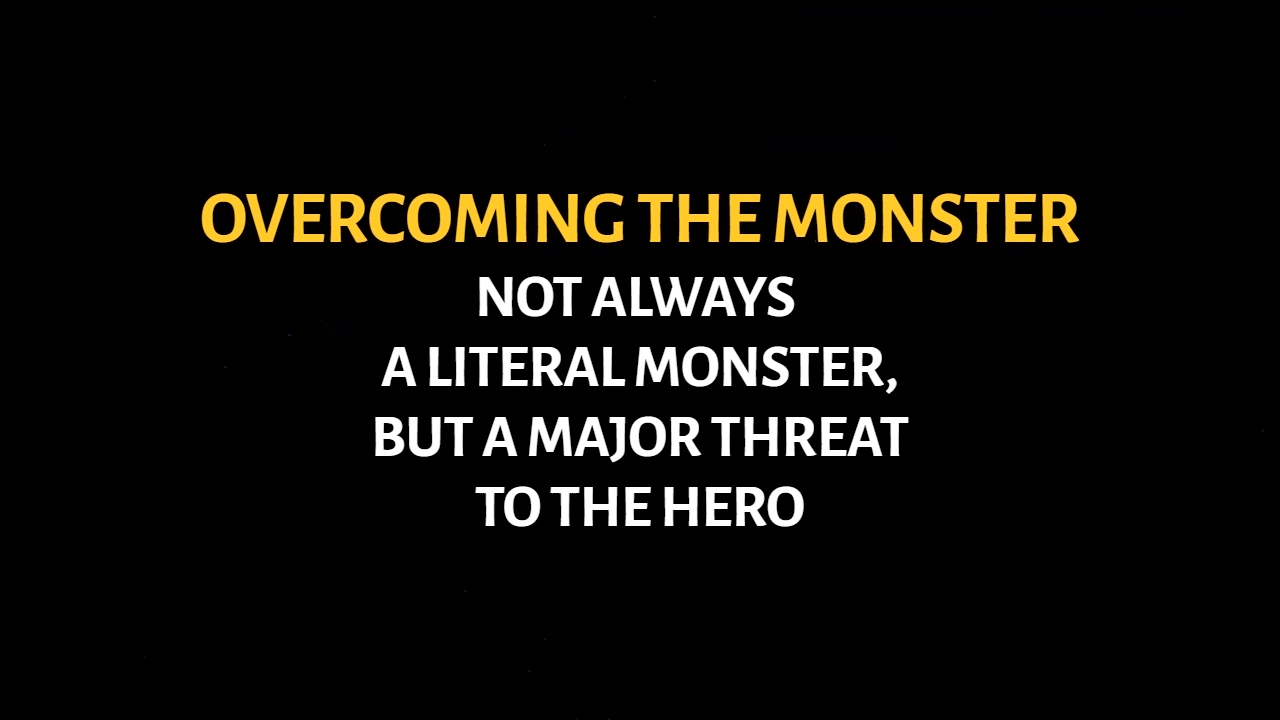 OVERCOMING THE MONSTER
NOT ALWAYS
A LITERAL MONSTER,
BUT A MAJOR THREAT
TO THE HERO